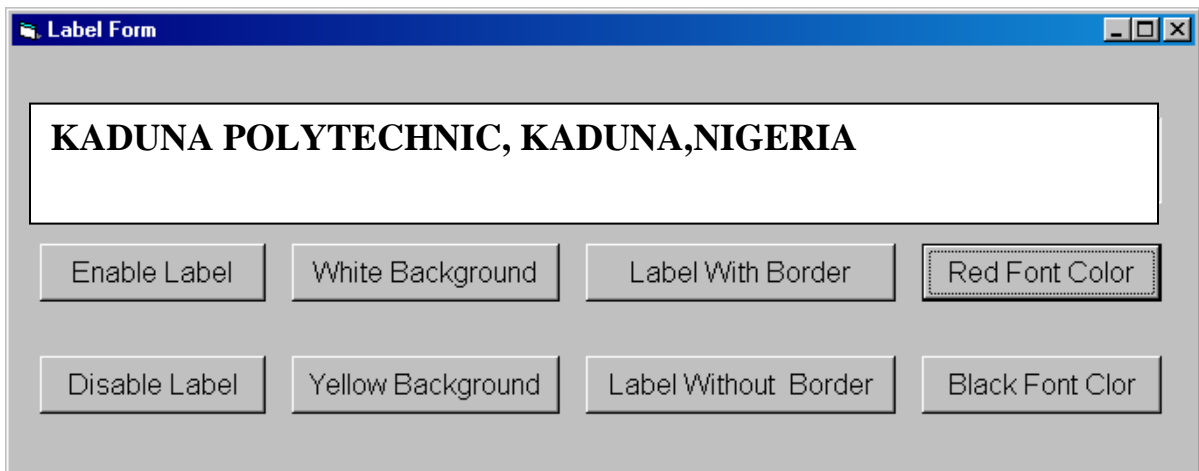 Label Form
KADUNA POLYTECHNIC, KADUNA,NIGERIA
Enable Label White Background Label With Border Red Font Color
Disable Label Yellow Background Label Without Border Black Font Clor